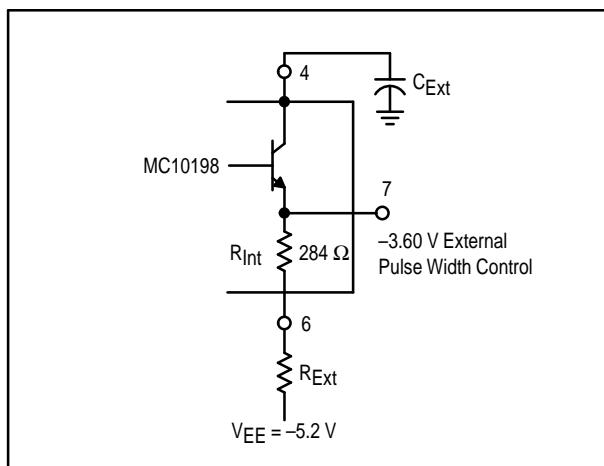 4
CExt
MC10198
7
RInt
284 Ω
–3.60 V External
Pulse Width Control
6
RExt
VEE = –5.2 V